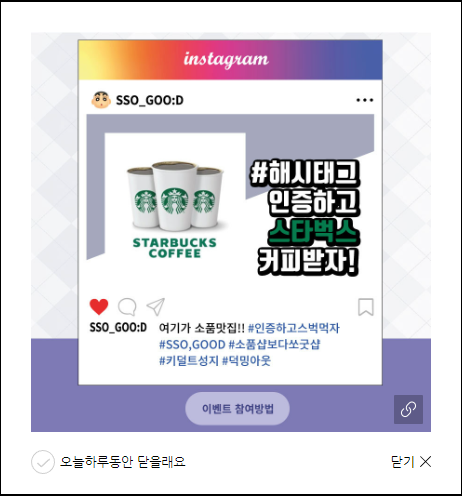 instagram
SSO_GOO:D
#해시태그
인증하고
스타벅스
커피받자!
STARBUCKS
COFFEE
SSO_GOO:D 여기가 소품맛집!! #인증하고스벅먹자
#SSO,GOOD #소품샵보다쏘굿샵
#키덜트성지 #덕밍아웃
이벤트 참여방법
오늘하루동안 닫을래요 닫기